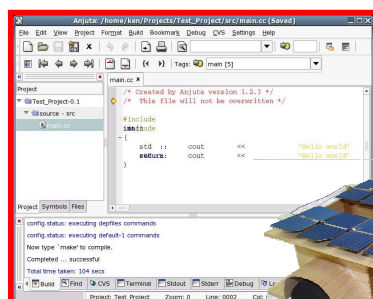 Anjuta: /home/ken/Projects/Test_Project/src/main.cc (Saved)
File Edit View Project Format Build Bookmark Debug CVS Settings Help
Tags: main [5]
main.cc
Project
Test_Project-0.1
source - src
main.cc
/* Created by Anjuta version 1.2.3 */
/* This file will not be overwritten */
#include
std :: cout << "Hello world"
cout << "Hello world"
Project Symbols Files
config.status: executing depfiles commands
config.status: executing default-1 commands
Now type `make' to compile.
Completed ... successful
Total time taken: 104 secs
Build Find CVS Terminal Stdout Stderr Debug
Project: Test Project Zoom: 0 Line: 0002 Col: